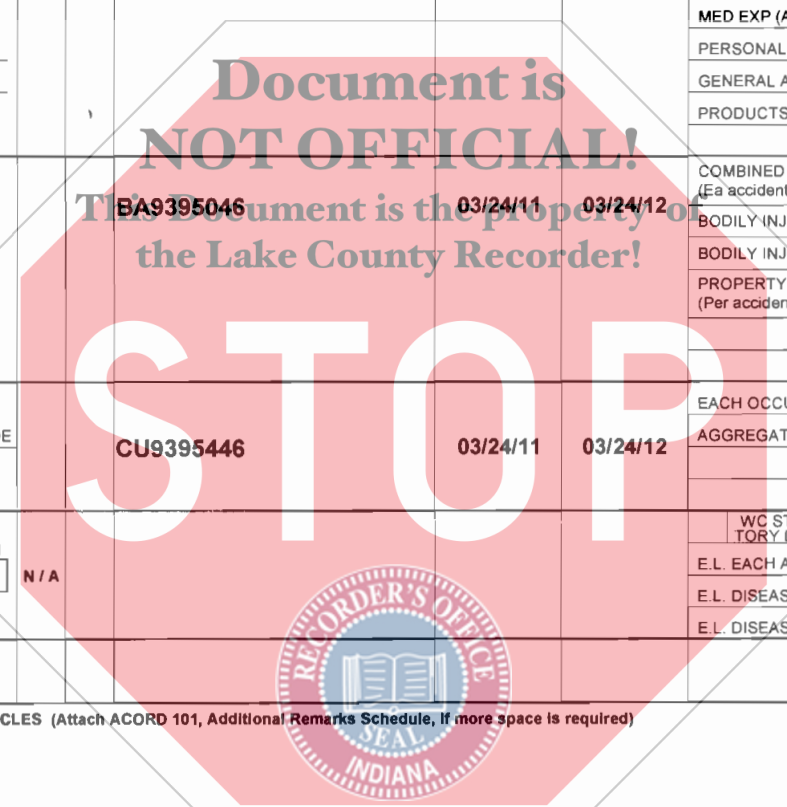 MED EXP (A
PERSONAL
GENERAL A
PRODUCTS
Document is
NOT OFFICIAL!
This Document is the property of
the Lake County Recorder!
COMBINED
(Ea accident
BA9395046 03/24/11 03/24/12
BODILY INJ
BODILY INJ
PROPERTY
(Per acciden
STOP
EACH OCCU
AGGREGAT
DE
CU9395446 03/24/11 03/24/12
WC ST
TORY
N / A
E.L. EACH A
E.L. DISEAS
E.L. DISEAS
RECORDER'S OFFICE
SEAL
INDIANA
CLES (Attach ACORD 101, Additional Remarks Schedule, if more space is required)